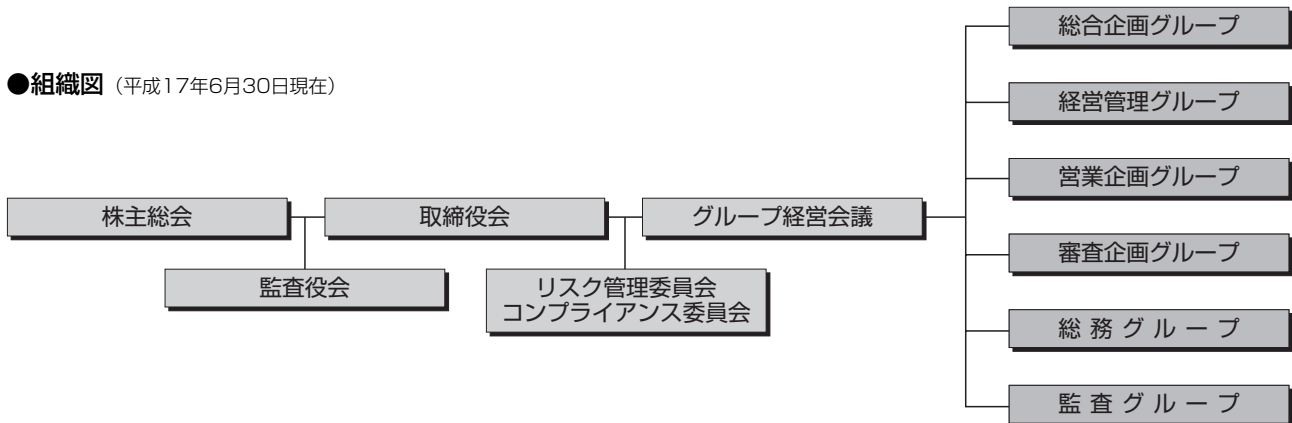 ●組織図（平成17年6月30日現在）
株主総会
取締役会
グループ経営会議
監査役会
リスク管理委員会
コンプライアンス委員会
総合企画グループ
経営管理グループ
営業企画グループ
審査企画グループ
総務グループ
監査グループ